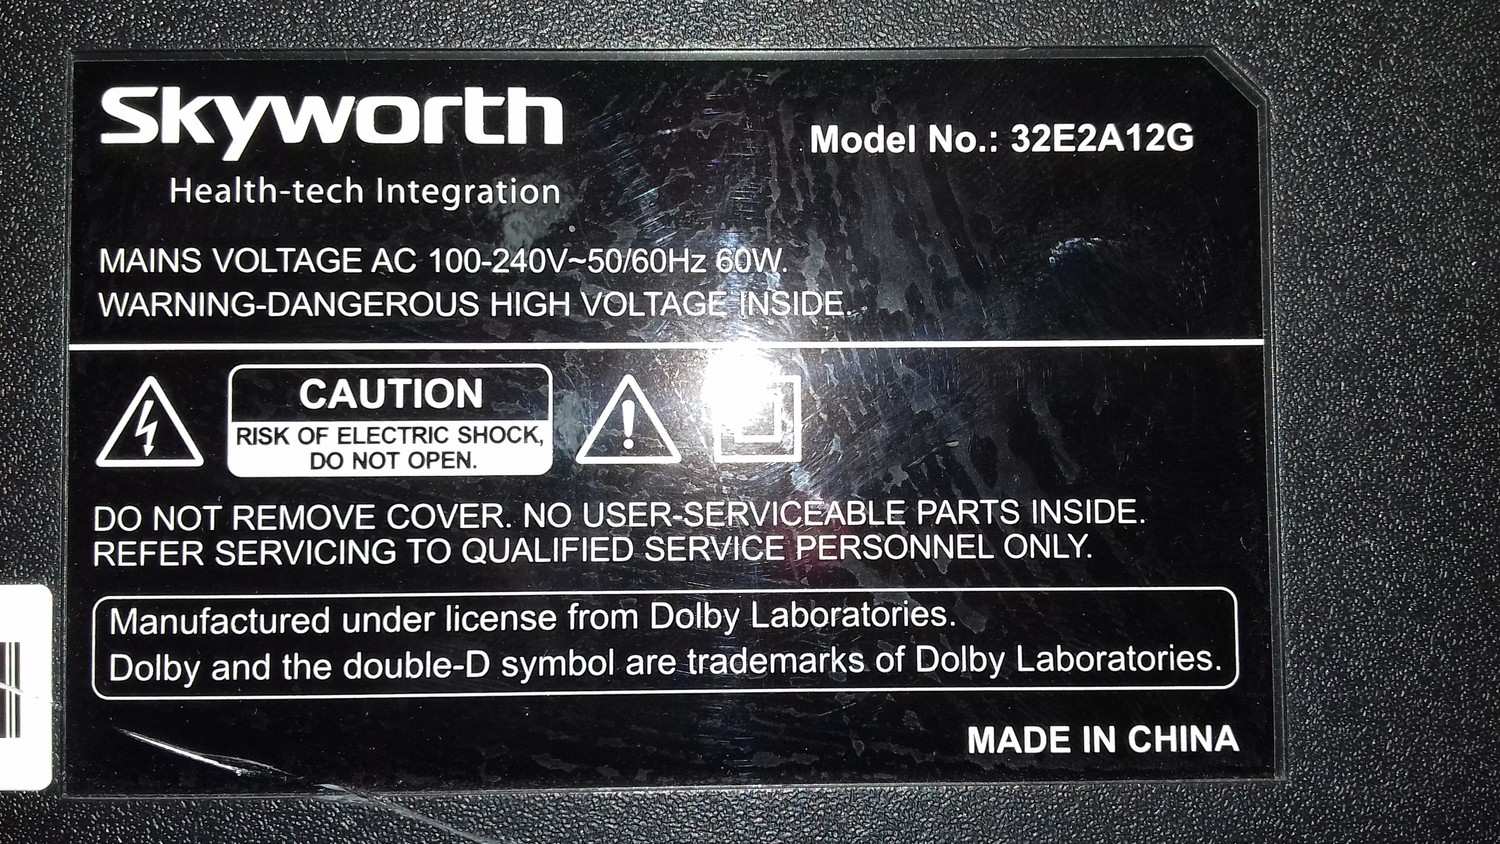 Skyworth
Model No.: 32E2A12G
Health-tech Integration
MAINS VOLTAGE AC 100-240V~50/60Hz 60W.
WARNING-DANGEROUS HIGH VOLTAGE INSIDE.
CAUTION
RISK OF ELECTRIC SHOCK,
DO NOT OPEN.
DO NOT REMOVE COVER. NO USER-SERVICEABLE PARTS INSIDE.
REFER SERVICING TO QUALIFIED SERVICE PERSONNEL ONLY.
Manufactured under license from Dolby Laboratories.
Dolby and the double-D symbol are trademarks of Dolby Laboratories.
MADE IN CHINA